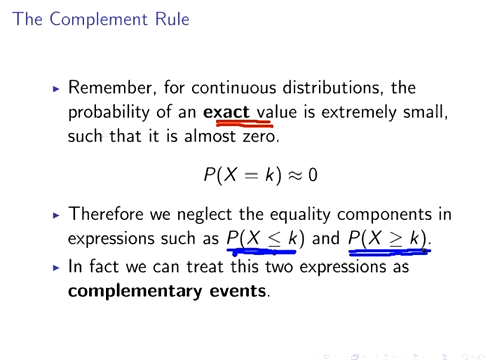 The Complement Rule
Remember, for continuous distributions, the
probability of an exact value is extremely small,
such that it is almost zero.
P(X = k) ≈ 0
Therefore we neglect the equality components in
expressions such as P(X ≤ k) and P(X ≥ k).
In fact we can treat this two expressions as
complementary events.